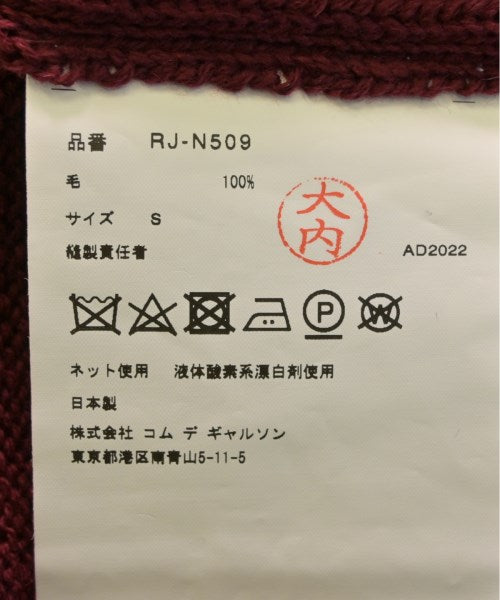 品番 RJ-N509
毛 100%
サイズ S
縫製責任者
大内
AD2022
P
W
ネット使用 液体酸素系漂白剤使用
日本製
株式会社 コム デ ギャルソン
東京都港区南青山5-11-5